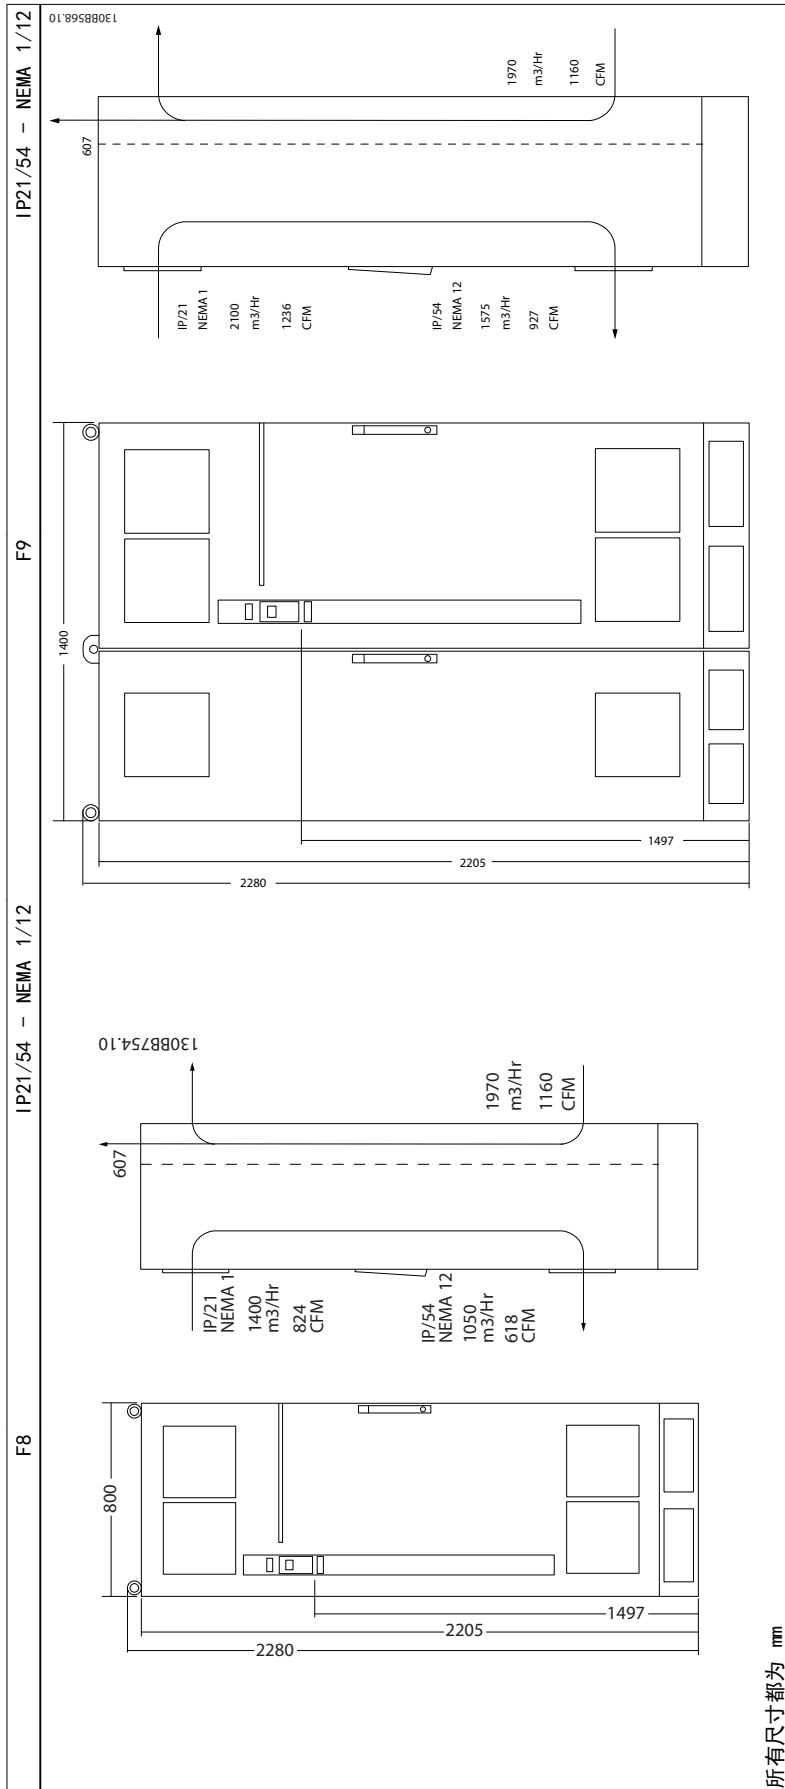 F8
IP21/54 - NEMA 1/12
F9
IP21/54 - NEMA 1/12
800
2280
2205
1497
IP/21
NEMA 1
1400
m3/Hr
824
CFM
IP/54
NEMA 12
1050
m3/Hr
618
CFM
607
1970
m3/Hr
1160
CFM
130BB754.10
1400
2280
2205
1497
IP/21
NEMA 1
2100
m3/Hr
1236
CFM
IP/54
NEMA 12
1575
m3/Hr
927
CFM
607
1970
m3/Hr
1160
CFM
130BB568.10
所有尺寸都为 mm